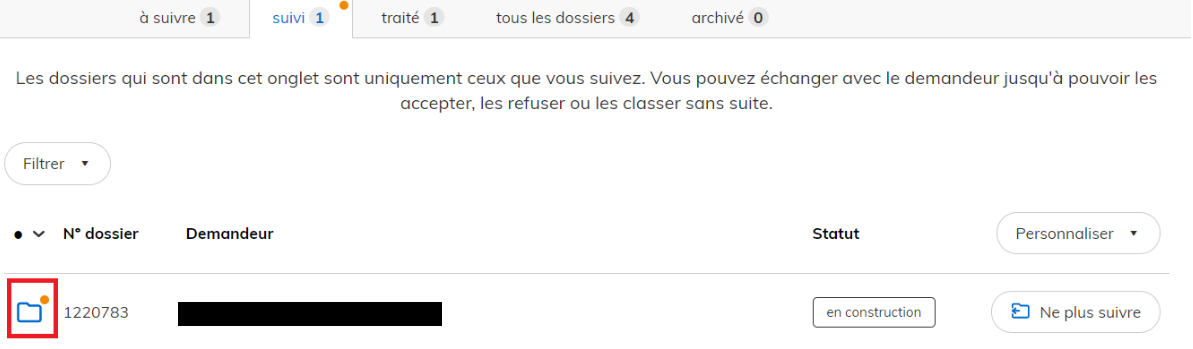 à suivre 1 suivi 1 traité 1 tous les dossiers 4 archivé 0
Les dossiers qui sont dans cet onglet sont uniquement ceux que vous suivez. Vous pouvez échanger avec le demandeur jusqu'à pouvoir les
accepter, les refuser ou les classer sans suite.
Filtrer
N° dossier Demandeur Statut Personnaliser
1220783 en construction Ne plus suivre